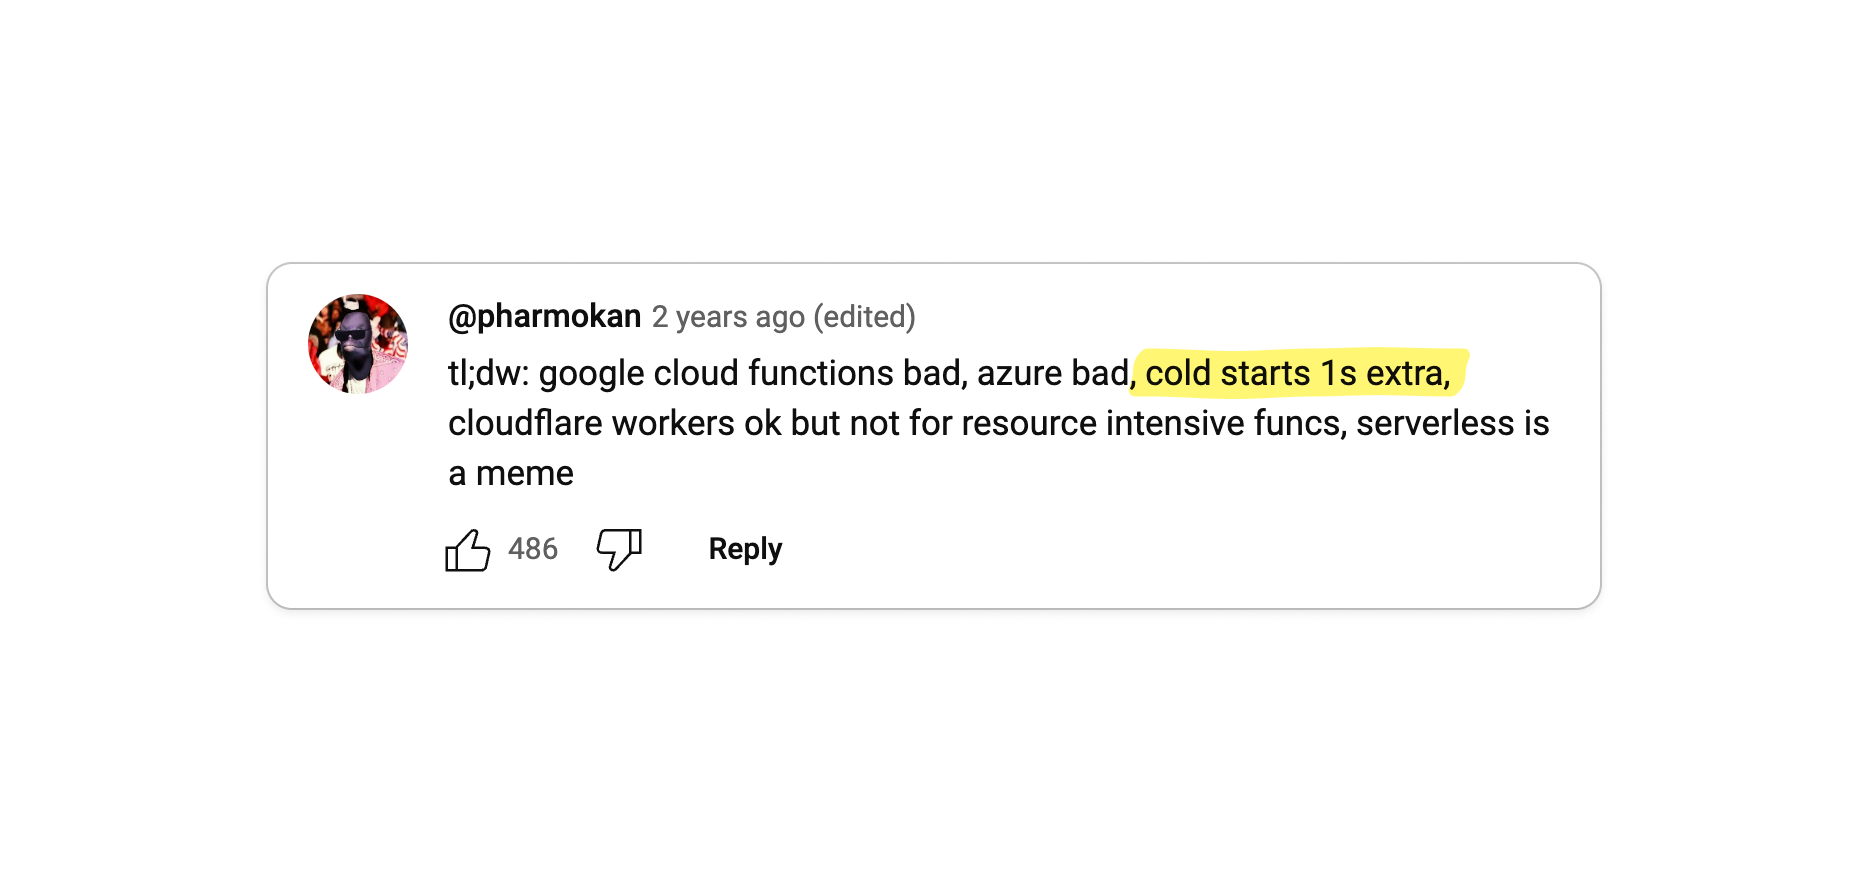 @pharmokan 2 years ago (edited)
tl;dw: google cloud functions bad, azure bad, cold starts 1s extra,
cloudflare workers ok but not for resource intensive funcs, serverless is
a meme
486 Reply